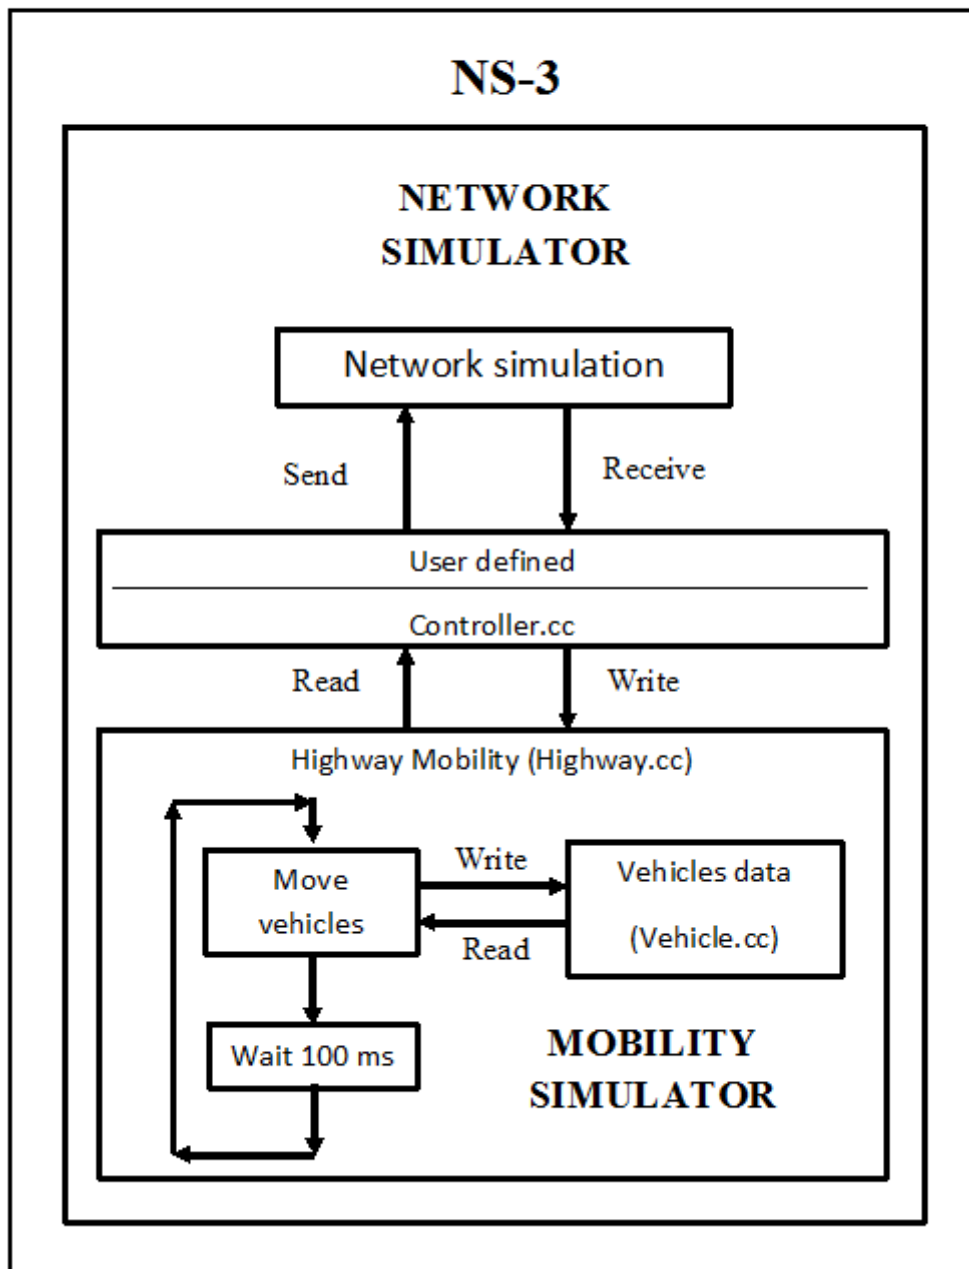 NS-3
NETWORK
SIMULATOR
Network simulation
Send
Receive
User defined
Controller.cc
Read
Write
Highway Mobility (Highway.cc)
Move
vehicles
Write
Read
Vehicles data
(Vehicle.cc)
Wait 100 ms
MOBILITY
SIMULATOR